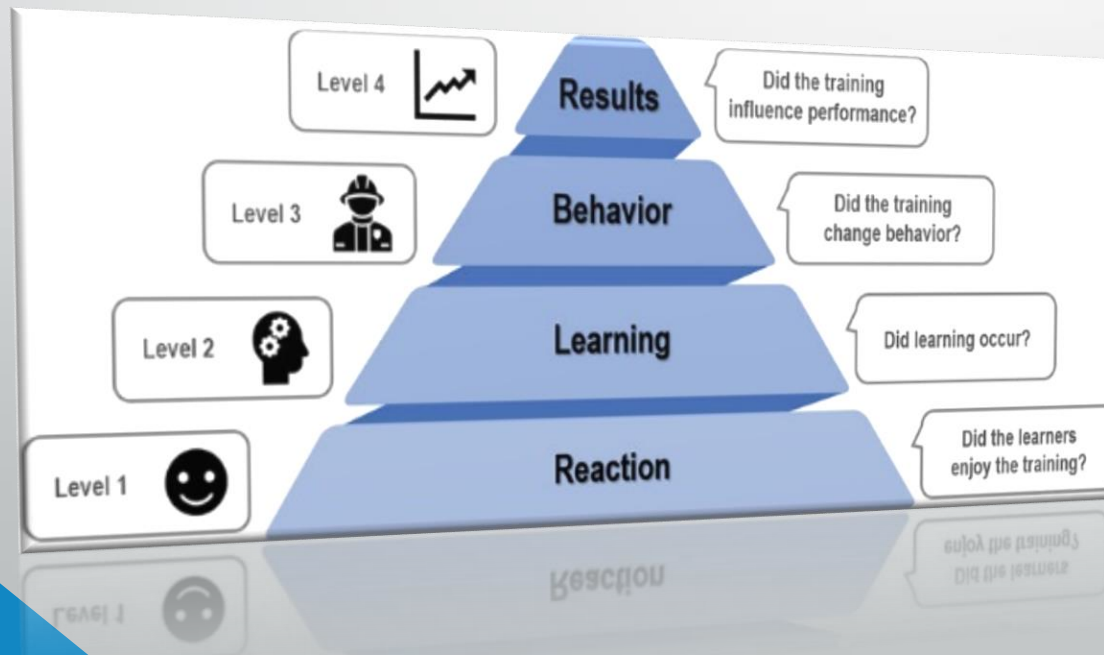 Level 4
Results
Did the training
influence performance?
Level 3
Behavior
Did the training
change behavior?
Level 2
Learning
Did learning occur?
Level 1
Reaction
Did the learners
enjoy the training?